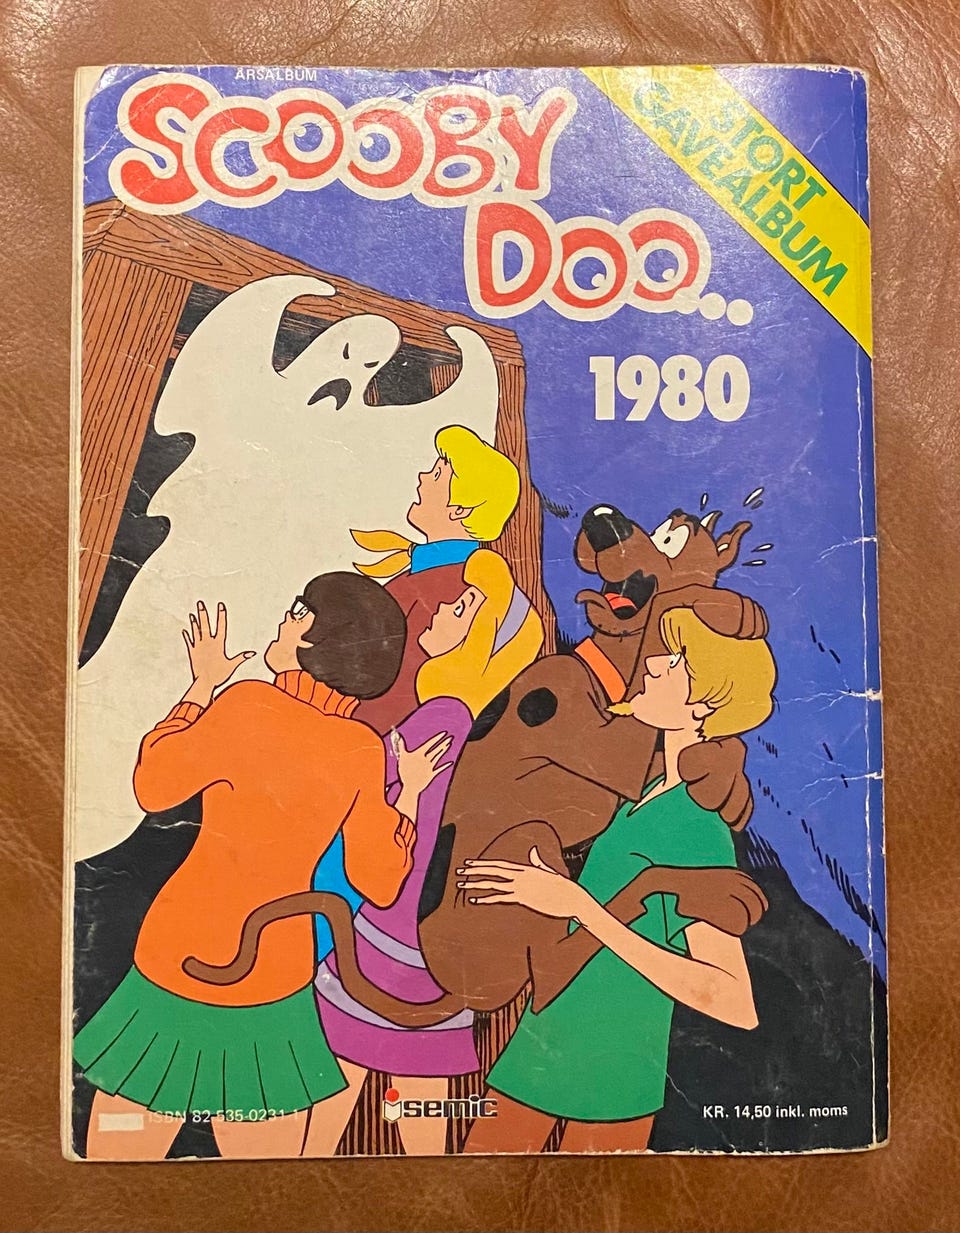 ÅRSALBUM
SCOOBY
DOO..
STORT
GAVEALBUM
1980
ISBN 82-535-0231-1
semic
KR. 14,50 inkl. moms